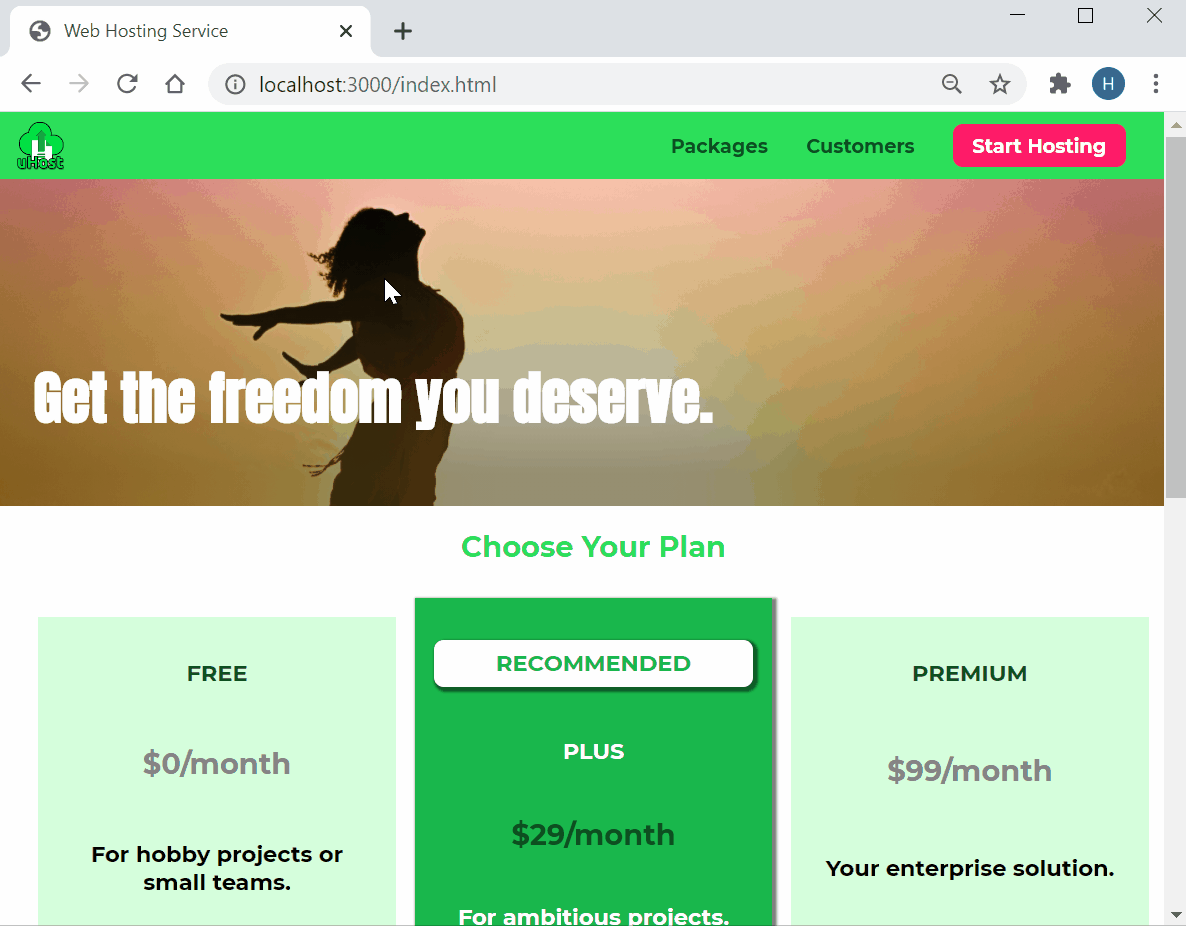 Web Hosting Service
localhost:3000/index.html
H
uHost
Packages
Customers
Start Hosting
Get the freedom you deserve.
Choose Your Plan
FREE
$0/month
For hobby projects or
small teams.
RECOMMENDED
PLUS
$29/month
For ambitious projects.
PREMIUM
$99/month
Your enterprise solution.